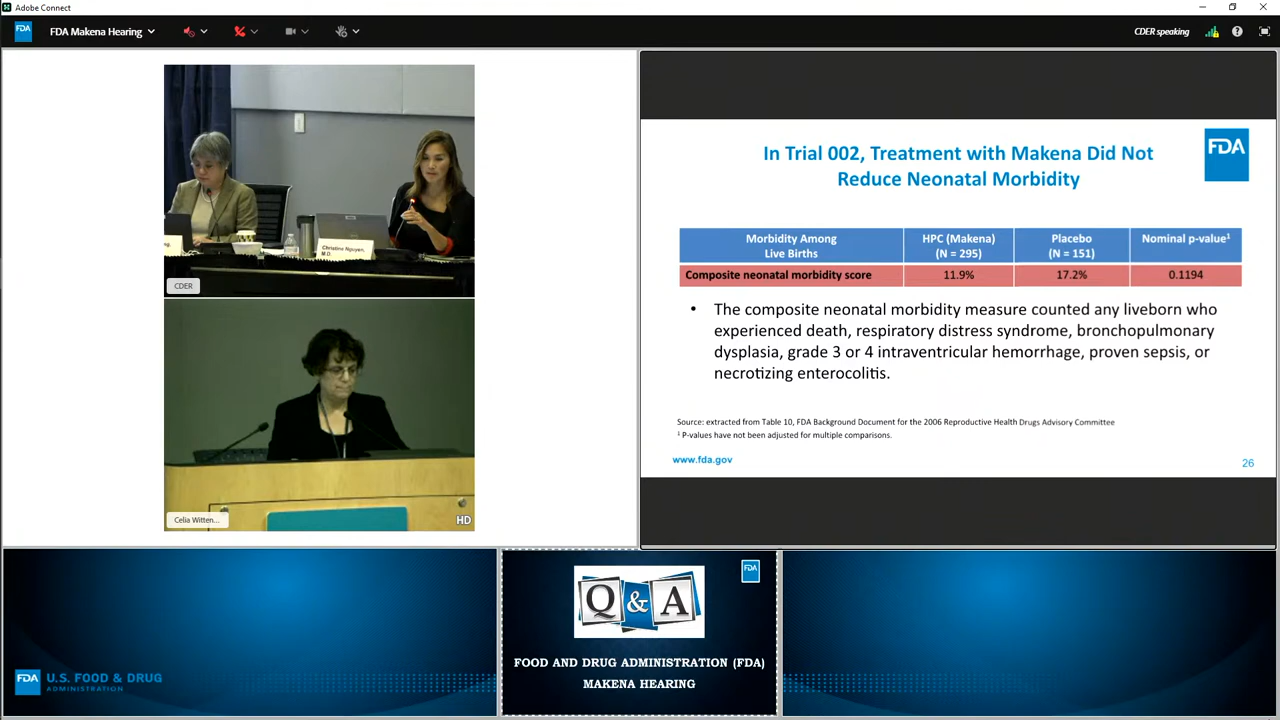 Adobe Connect
FDA
FDA Makena Hearing
CDER speaking
Christine Nguyen,
M.D.
CDER
Celia Witten...
HD
FDA
In Trial 002, Treatment with Makena Did Not
Reduce Neonatal Morbidity
Morbidity Among
Live Births
HPC (Makena)
(N = 295)
Placebo
(N = 151)
Nominal p-value¹
Composite neonatal morbidity score
11.9%
17.2%
0.1194
• The composite neonatal morbidity measure counted any liveborn who
experienced death, respiratory distress syndrome, bronchopulmonary
dysplasia, grade 3 or 4 intraventricular hemorrhage, proven sepsis, or
necrotizing enterocolitis.
Source: extracted from Table 10, FDA Background Document for the 2006 Reproductive Health Drugs Advisory Committee
¹ P-values have not been adjusted for multiple comparisons.
www.fda.gov
26
FDA
U.S. FOOD & DRUG
ADMINISTRATION
FDA
Q & A
FOOD AND DRUG ADMINISTRATION (FDA)
MAKENA HEARING